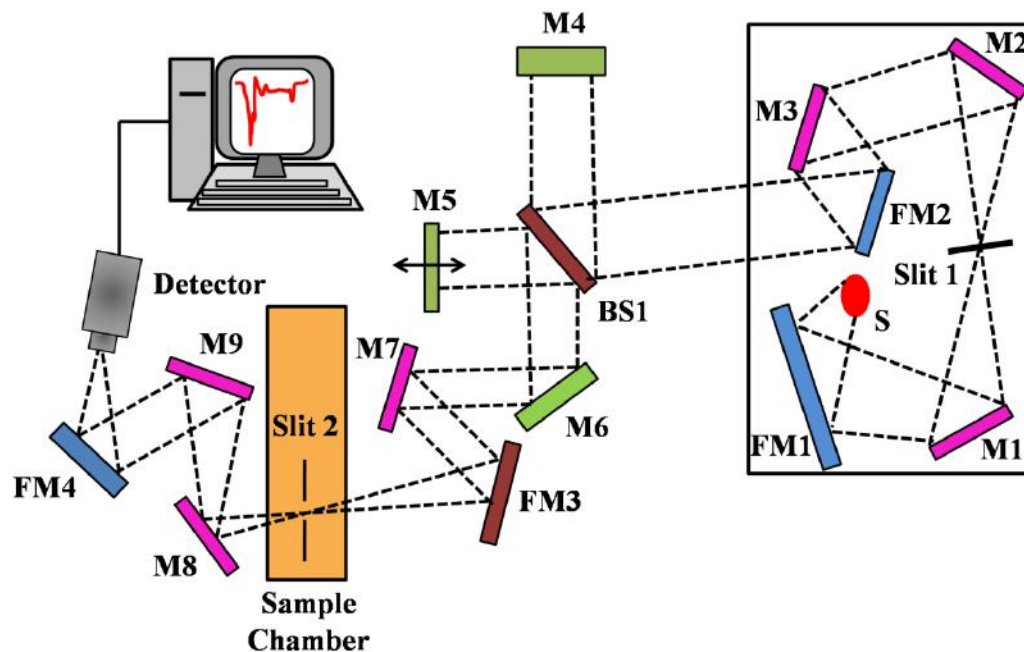 M4
M2
M3
M5
FM2
Detector
Slit 1
BS1
S
M9
M7
Slit 2
M6
FM1
M1
FM4
FM3
M8
Sample
Chamber